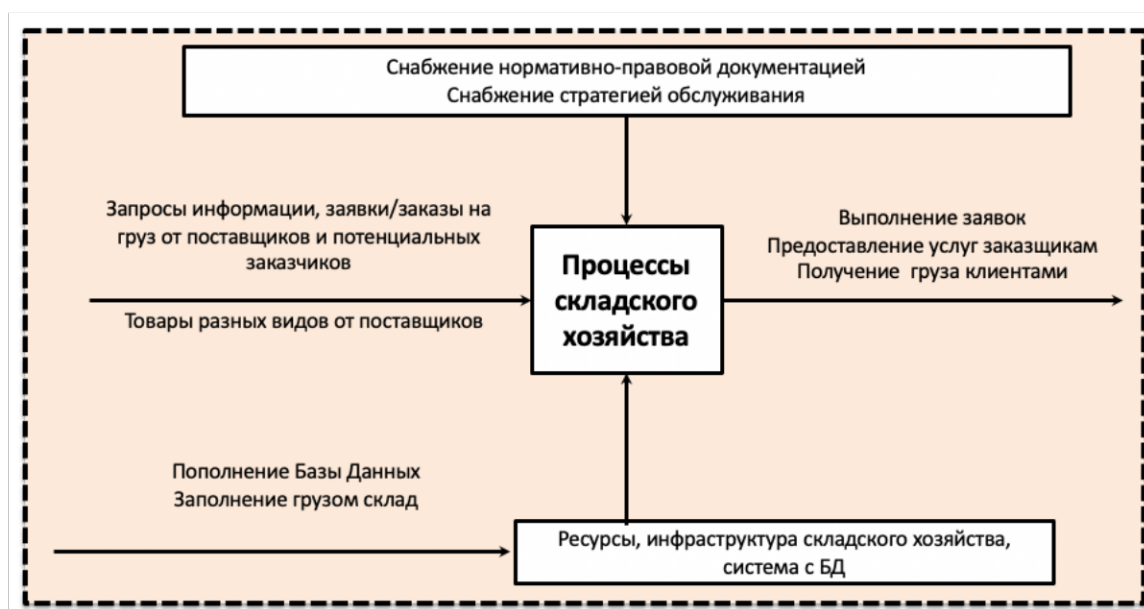 Снабжение нормативно-правовой документацией
Снабжение стратегией обслуживания
Запросы информации, заявки/заказы на
груз от поставщиков и потенциальных
заказчиков
Товары разных видов от поставщиков
Процессы
складского
хозяйства
Выполнение заявок
Предоставление услуг заказщикам
Получение груза клиентами
Пополнение Базы Данных
Заполнение грузом склад
Ресурсы, инфраструктура складского хозяйства,
система с БД